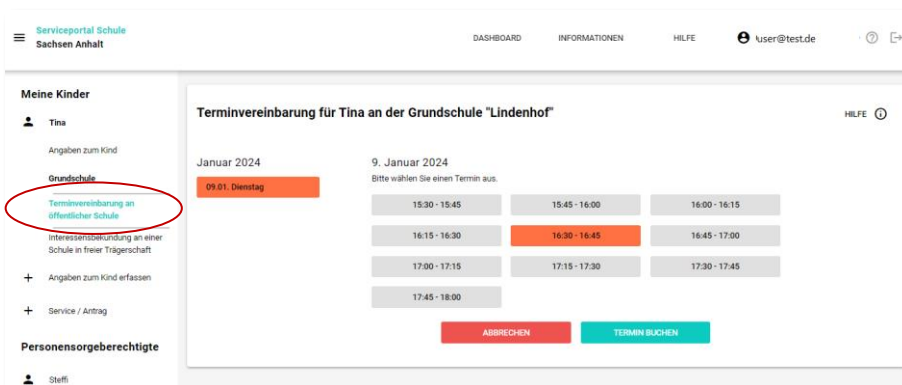 Serviceportal Schule
Sachsen Anhalt
DASHBOARD
INFORMATIONEN
HILFE
user@test.de
Meine Kinder
Tina
Angaben zum Kind
Grundschule
Terminvereinbarung an
öffentlicher Schule
Interessensbekundung an einer
Schule in freier Trägerschaft
Angaben zum Kind erfassen
Service / Antrag
Personensorgeberechtigte
Steffi
Terminvereinbarung für Tina an der Grundschule "Lindenhof"
HILFE
Januar 2024
09.01. Dienstag
9. Januar 2024
Bitte wählen Sie einen Termin aus.
15:30 - 15:45
15:45 - 16:00
16:00 - 16:15
16:15 - 16:30
16:30 - 16:45
16:45 - 17:00
17:00 - 17:15
17:15 - 17:30
17:30 - 17:45
17:45 - 18:00
ABBRECHEN
TERMIN BUCHEN